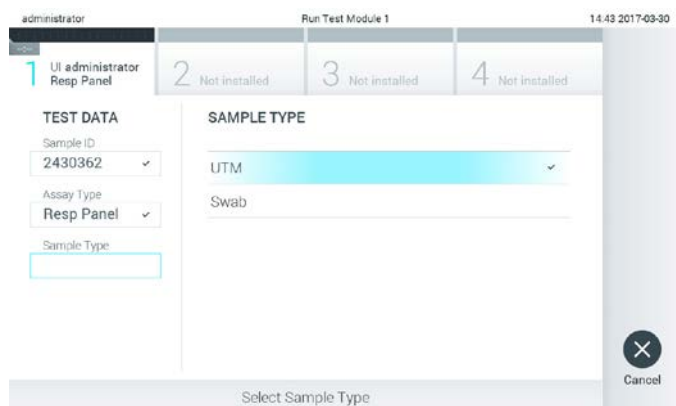 administrator Run Test Module 1 14.43 2017-03-30
1 UI administrator
Resp Panel
2 Not installed
3 Not installed
4 Not installed
TEST DATA
Sample ID
2430362
Assay Type
Resp Panel
Sample Type
SAMPLE TYPE
UTM
Swab
Cancel
Select Sample Type